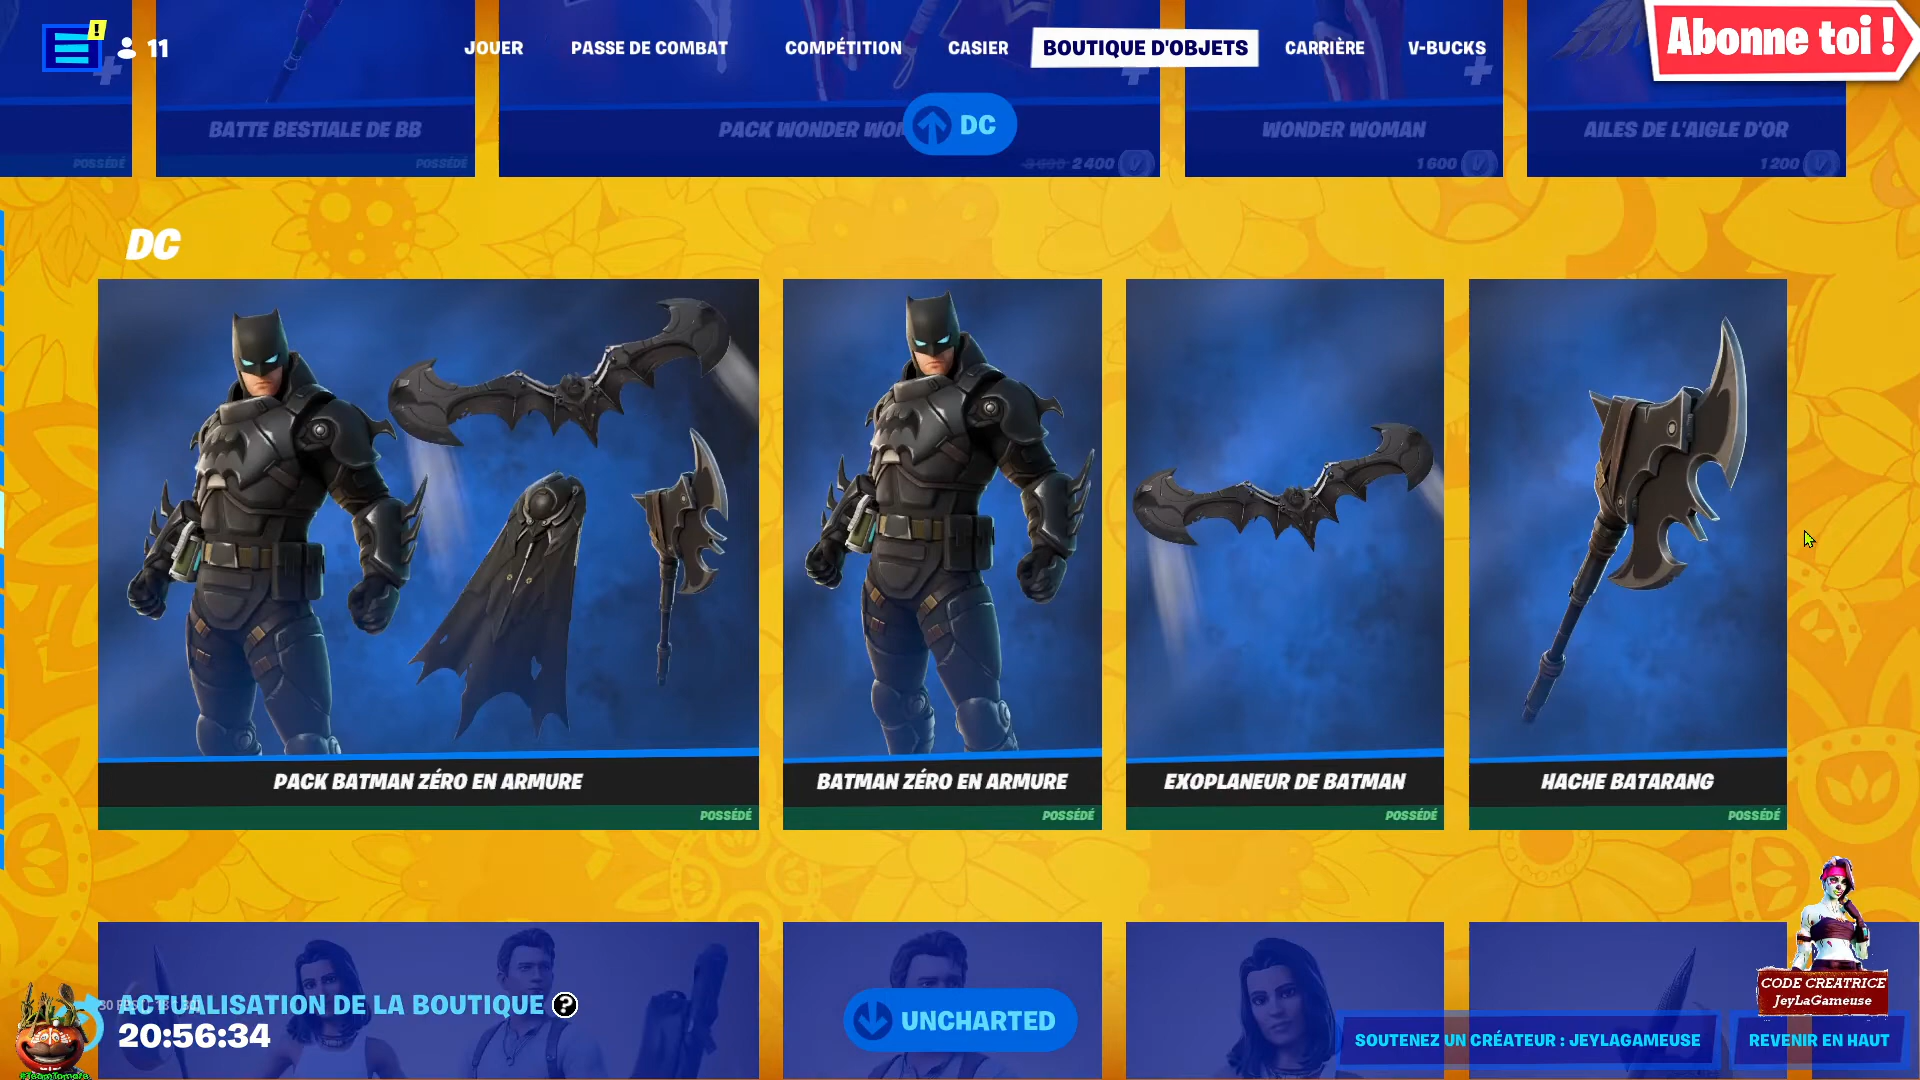 !
11
JOUER
PASSE DE COMBAT
COMPÉTITION
CASIER
BOUTIQUE D'OBJETS
CARRIÈRE
V-BUCKS
Abonne toi !
BATTE BESTIALE DE BB
PACK WONDER WO
DC
WONDER WOMAN
AILES DE L'AIGLE D'OR
POSSÉDÉ
POSSÉDÉ
2 400
1 600
1 200
DC
PACK BATMAN ZÉRO EN ARMURE
BATMAN ZÉRO EN ARMURE
EXOPLANEUR DE BATMAN
HACHE BATARANG
POSSÉDÉ
POSSÉDÉ
POSSÉDÉ
POSSÉDÉ
ACTUALISATION DE LA BOUTIQUE ?
20:56:34
UNCHARTED
CODE CREATRICE
JeyLaGameuse
SOUTENEZ UN CRÉATEUR : JEYLAGAMEUSE
REVENIR EN HAUT